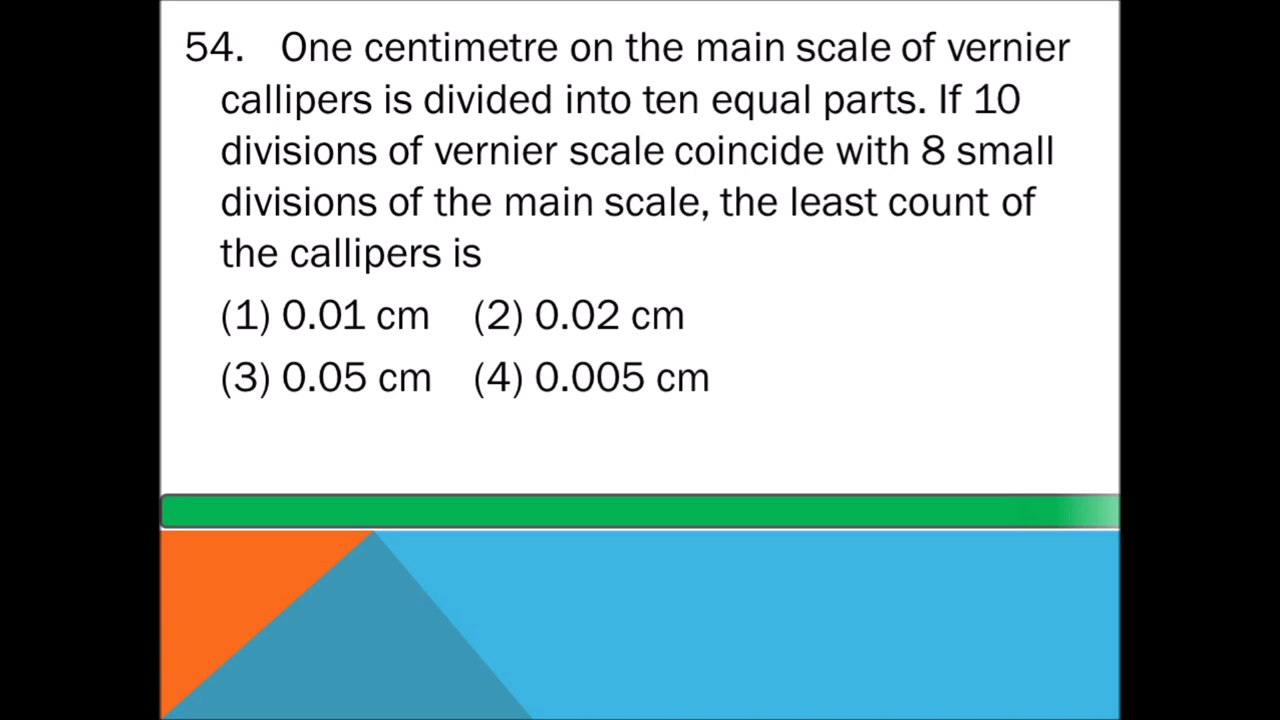 54. One centimetre on the main scale of vernier
callipers is divided into ten equal parts. If 10
divisions of vernier scale coincide with 8 small
divisions of the main scale, the least count of
the callipers is
(1) 0.01 cm (2) 0.02 cm
(3) 0.05 cm (4) 0.005 cm